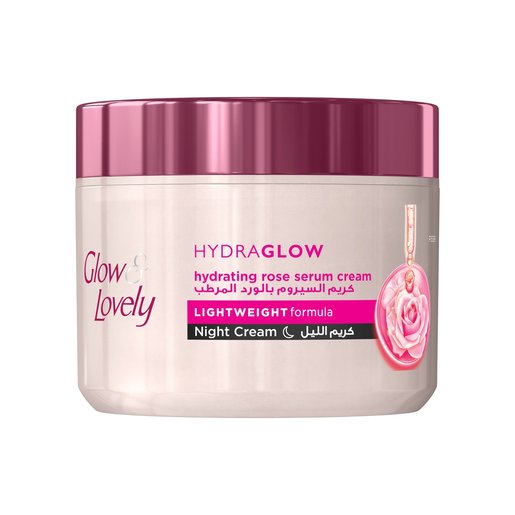 Glow &
Lovely
HYDRAGLOW
hydrating rose serum cream
كريم السيروم بالورد المرطب
LIGHTWEIGHT formula
Night Cream كريم الليل